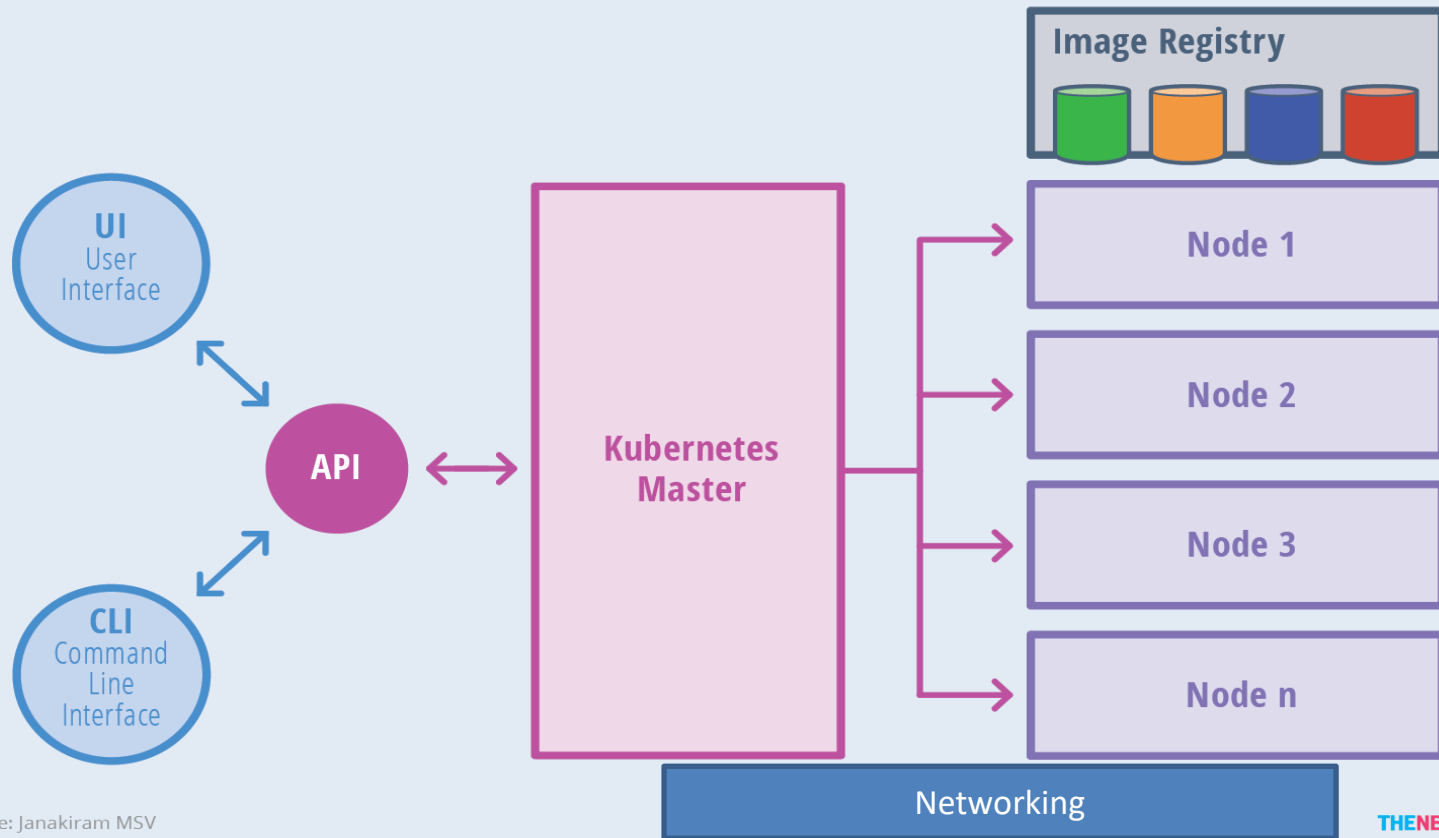 Image Registry
UI
User
Interface
Node 1
Node 2
API
Kubernetes
Master
Node 3
CLI
Command
Line
Interface
Node n
Networking
e: Janakiram MSV
THENE